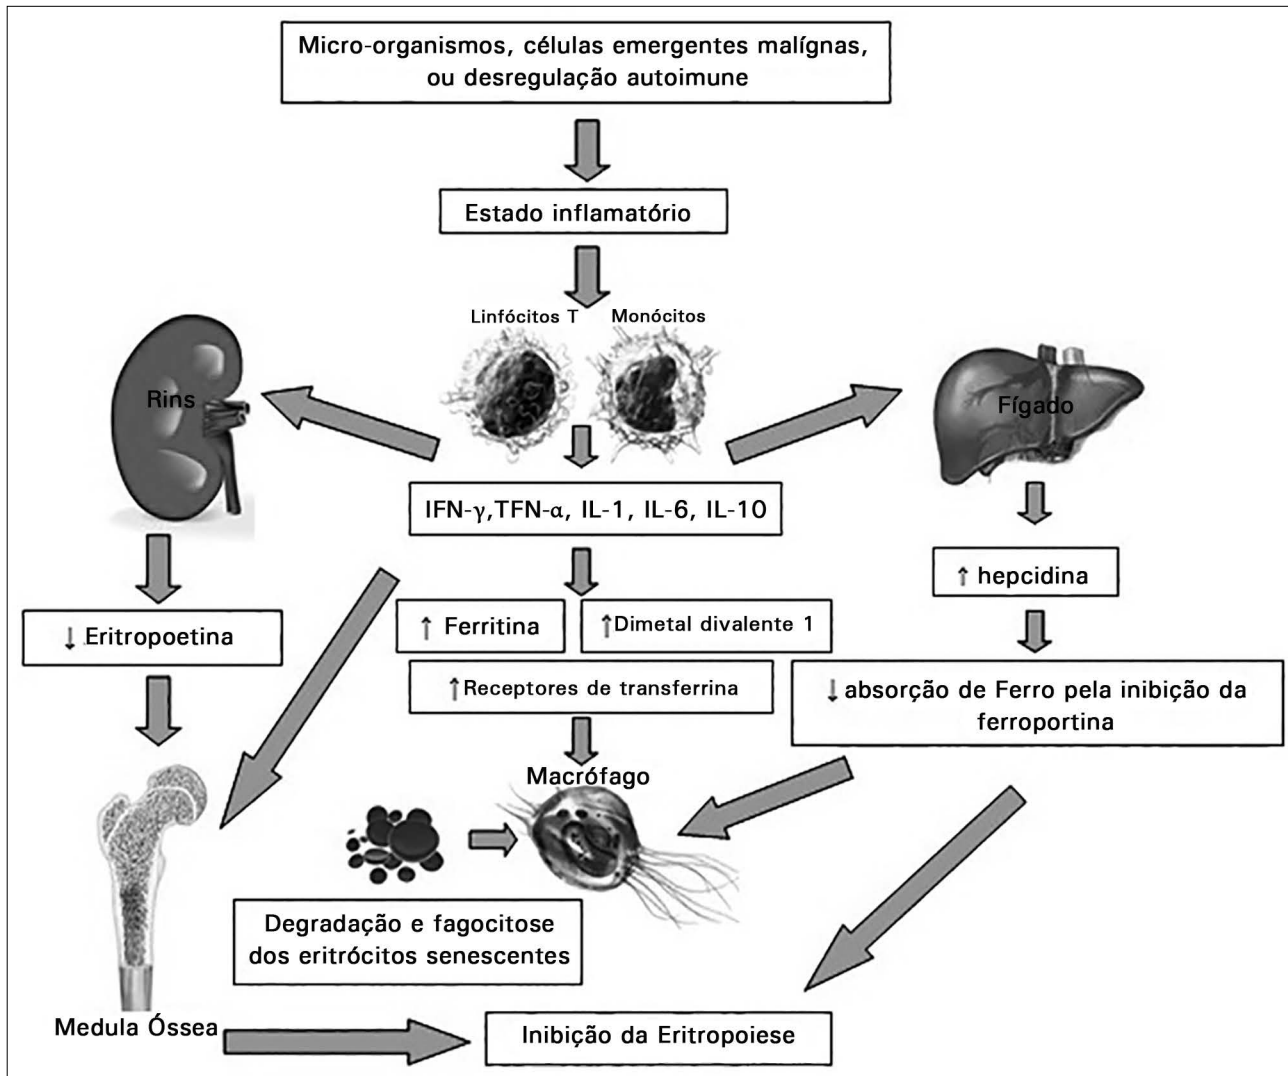 Micro-organismos, células emergentes malígnas,
ou desregulação autoimune
Estado inflamatório
Linfócitos T
Monócitos
Rins
Fígado
IFN-γ,TFN-α, IL-1, IL-6, IL-10
↑ hepcidina
↓ Eritropoetina
↑ Ferritina
↑Dimetal divalente 1
↑Receptores de transferrina
↓absorção de Ferro pela inibição da
ferroportina
Macrófago
Degradação e fagocitose
dos eritrócitos senescentes
Medula Óssea
Inibição da Eritropoiese